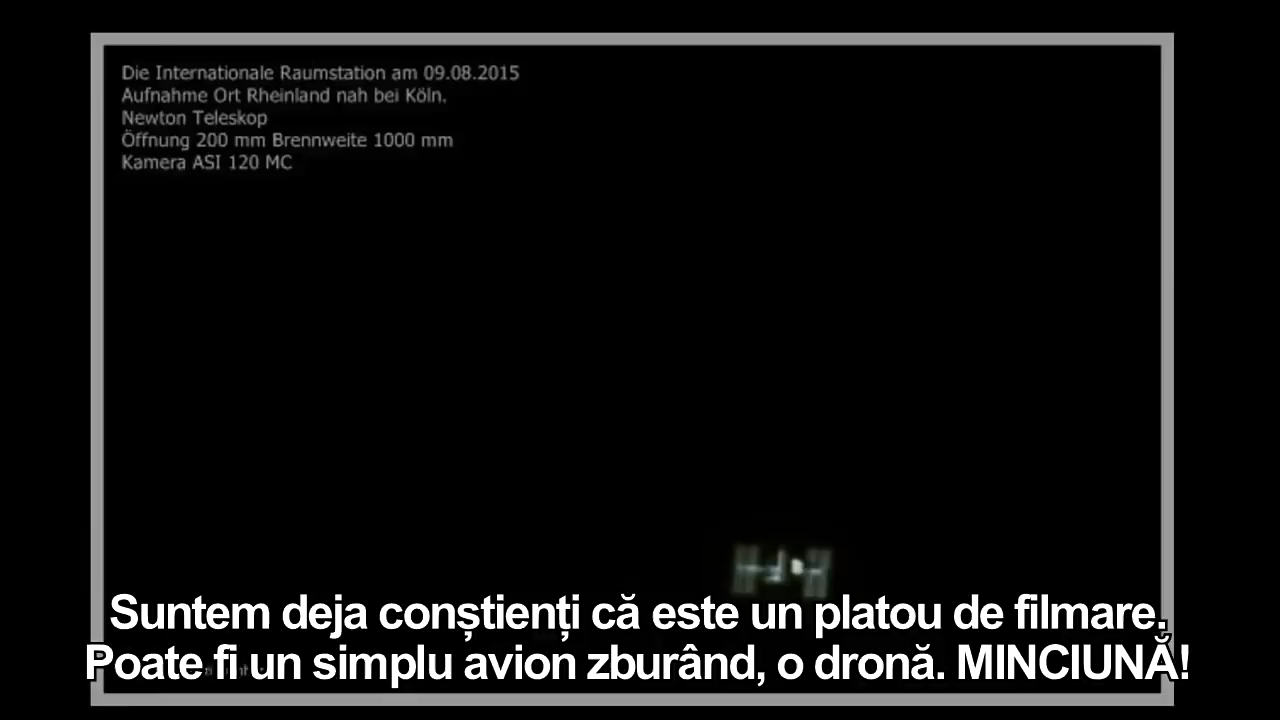 Die Internationale Raumstation am 09.08.2015
Aufnahme Ort Rheinland nah bei Köln.
Newton Teleskop
Öffnung 200 mm Brennweite 1000 mm
Kamera ASI 120 MC
Suntem deja conștienți că este un platou de filmare.
Poate fi un simplu avion zburând, o dronă. MINCIUNĂ!